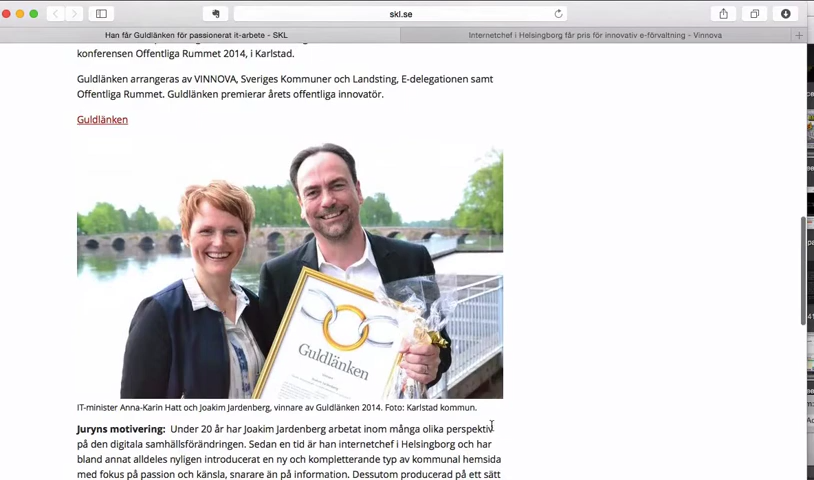 skl.se
Han får Guldlänken för passionerat it-arbete - SKL
Internetchef i Helsingborg får pris för innovativ e-förvaltning - Vinnova
konferensen Offentliga Rummet 2014, i Karlstad.
Guldlänken arrangeras av VINNOVA, Sveriges Kommuner och Landsting, E-delegationen samt
Offentliga Rummet. Guldlänken premierar årets offentliga innovatör.
Guldlänken
Guldlänken
IT-minister Anna-Karin Hatt och Joakim Jardenberg, vinnare av Guldlänken 2014. Foto: Karlstad kommun.
Juryns motivering: Under 20 år har Joakim Jardenberg arbetat inom många olika perspektiv
på den digitala samhällsförändringen. Sedan en tid är han internetchef i Helsingborg och har
bland annat alldeles nyligen introducerat en ny och kompletterande typ av kommunal hemsida
med fokus på passion och känsla, snarare än på information. Dessutom producerad på ett sätt